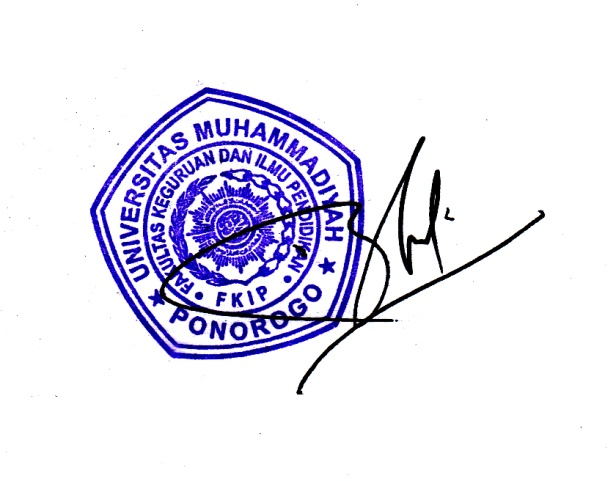 UNIVERSITAS MUHAMMADIYAH
FAKULTAS KEGURUAN DAN ILMU PENDIDIKAN
• FKIP •
★ PONOROGO ★